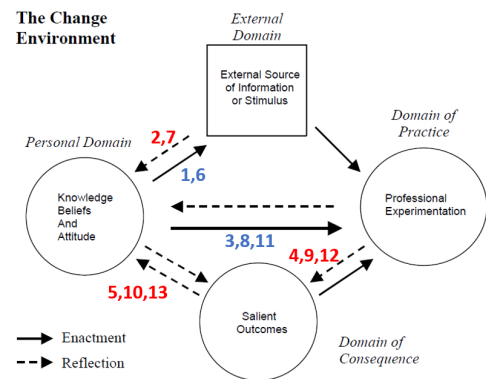 The Change
Environment
External
Domain
External Source
of Information
or Stimulus
Domain of
Practice
Personal Domain
2,7
1,6
Knowledge
Beliefs
And
Attitude
Professional
Experimentation
3,8,11
4,9,12
5,10,13
Salient
Outcomes
Enactment
Reflection
Domain of
Consequence